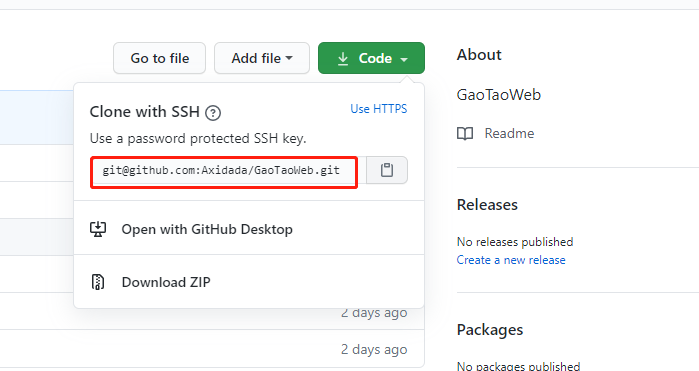 Go to file
Add file
Code
Clone with SSH
Use HTTPS
Use a password protected SSH key.
git@github.com:Axidada/GaoTaoWeb.git
Open with GitHub Desktop
Download ZIP
2 days ago
2 days ago
About
GaoTaoWeb
Readme
Releases
No releases published
Create a new release
Packages
No packages published